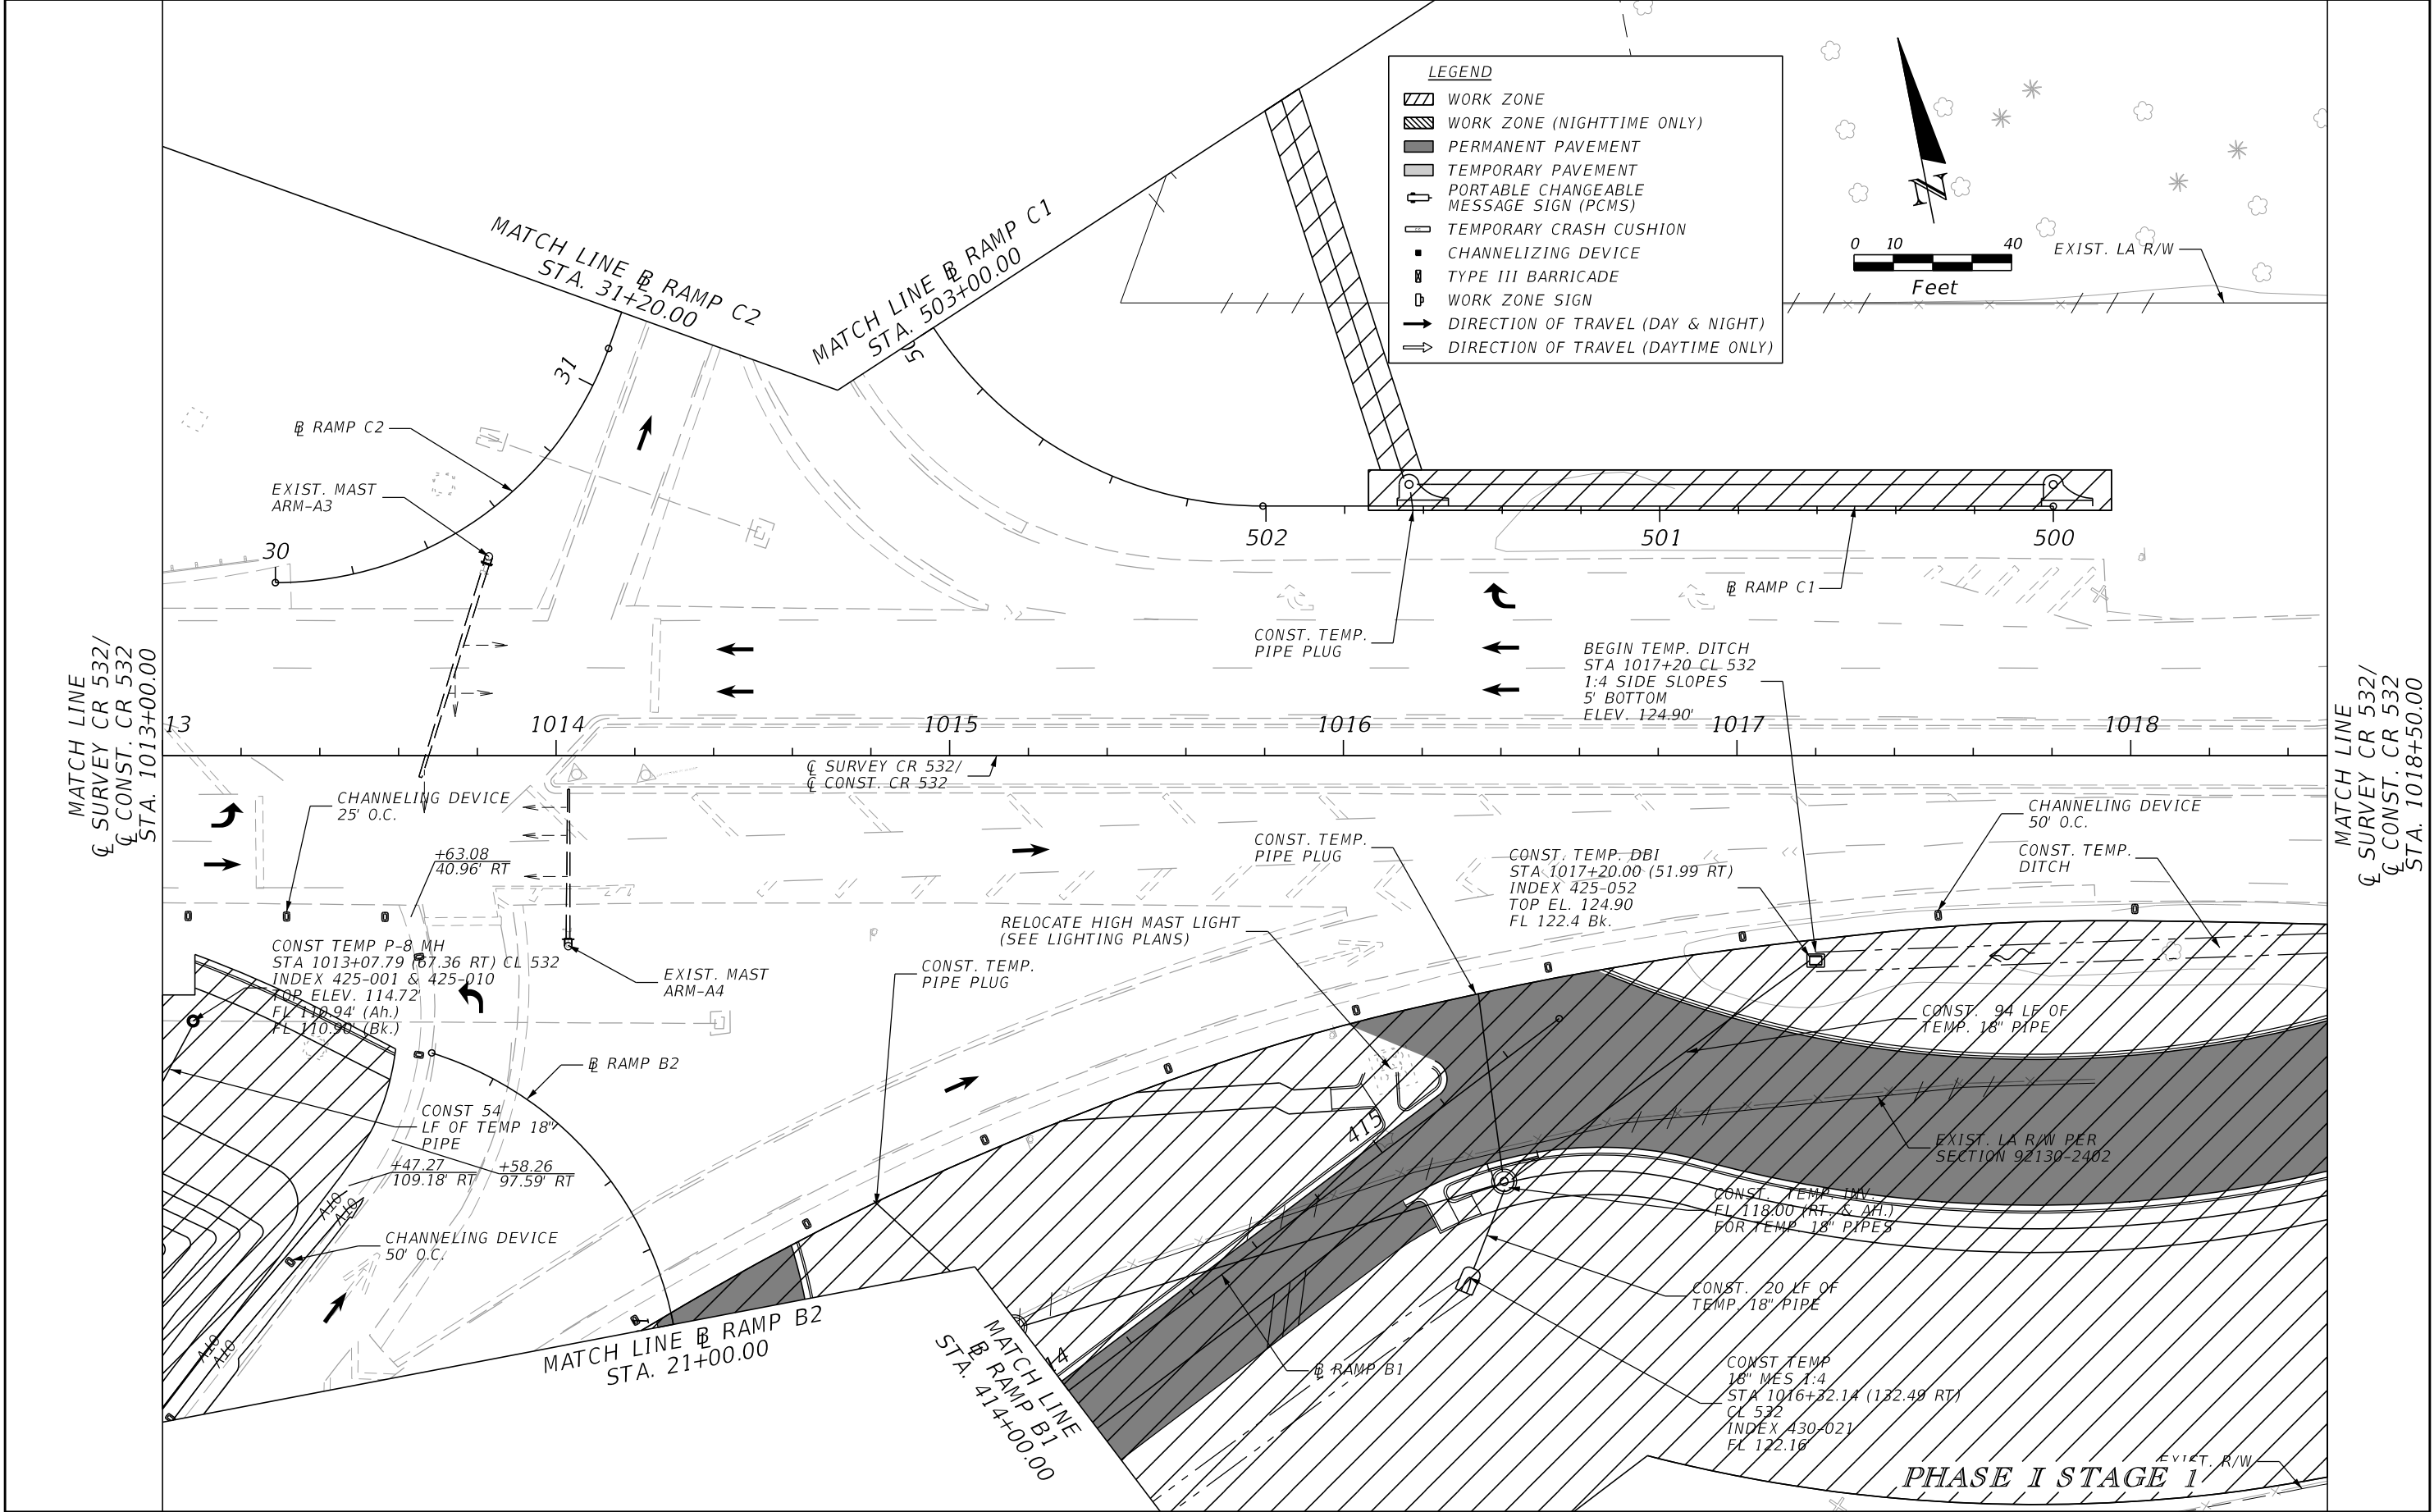 LEGEND
WORK ZONE
WORK ZONE (NIGHTTIME ONLY)
PERMANENT PAVEMENT
TEMPORARY PAVEMENT
PORTABLE CHANGEABLE
MESSAGE SIGN (PCMS)
TEMPORARY CRASH CUSHION
CHANNELIZING DEVICE
TYPE III BARRICADE
WORK ZONE SIGN
DIRECTION OF TRAVEL (DAY & NIGHT)
DIRECTION OF TRAVEL (DAYTIME ONLY)
N
0 10 40
Feet
EXIST. LA R/W
MATCH LINE ℄ RAMP C2
STA. 31+20.00
MATCH LINE ℄ RAMP C1
STA. 503+00.00
31
BL RAMP C2
EXIST. MAST
ARM-A3
30
502
501
500
BL RAMP C1
CONST. TEMP.
PIPE PLUG
BEGIN TEMP. DITCH
STA 1017+20 CL 532
1:4 SIDE SLOPES
5' BOTTOM
ELEV. 124.90'
MATCH LINE
℄ SURVEY CR 532/
℄ CONST. CR 532
STA. 1013+00.00
13
1014
1015
1016
1017
1018
MATCH LINE
℄ SURVEY CR 532/
℄ CONST. CR 532
STA. 1018+50.00
℄ SURVEY CR 532/
℄ CONST. CR 532
CHANNELING DEVICE
25' O.C.
+63.08
40.96' RT
CONST. TEMP.
PIPE PLUG
CONST. TEMP. DBI
STA 1017+20.00 (51.99 RT)
INDEX 425-052
TOP EL. 124.90
FL 122.4 Bk.
CHANNELING DEVICE
50' O.C.
CONST. TEMP.
DITCH
RELOCATE HIGH MAST LIGHT
(SEE LIGHTING PLANS)
CONST TEMP P-8 MH
STA 1013+07.79 (67.36 RT) CL 532
INDEX 425-001 & 425-010
TOP ELEV. 114.72'
FL 110.94' (Ah.)
FL 110.90' (Bk.)
EXIST. MAST
ARM-A4
CONST. TEMP.
PIPE PLUG
CONST. 94 LF OF
TEMP. 18" PIPE
BL RAMP B2
CONST 54
LF OF TEMP 18"
PIPE
+47.27
109.18' RT
+58.26
97.59' RT
415
EXIST. LA R/W PER
SECTION 92130-2402
A10
A10
CONST. TEMP. INV.
FL 118.00 (RT. & AH.)
FOR TEMP. 18" PIPES
CHANNELING DEVICE
50' O.C.
CONST. 20 LF OF
TEMP. 18" PIPE
A10
A10
MATCH LINE BL RAMP B2
STA. 21+00.00
MATCH LINE
BL RAMP B1
STA. 414+00.00
14
BL RAMP B1
CONST TEMP
18" MES 1:4
STA 1016+32.14 (132.49 RT)
CL 532
INDEX 430-021
FL 122.16'
EXIST. R/W
PHASE I STAGE 1